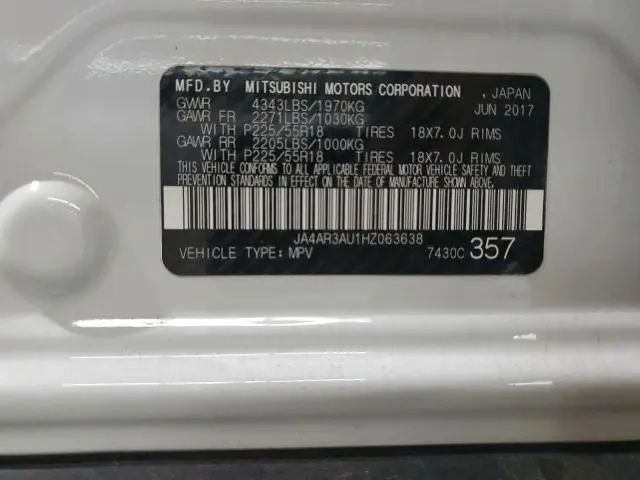 MFD.BY MITSUBISHI MOTORS CORPORATION , JAPAN
GVWR 4343LBS/1970KG JUN 2017
GAWR FR 2271LBS/1030KG
WITH P225/55R18 TIRES 18X7.0J RIMS
GAWR RR 2205LBS/1000KG
WITH P225/55R18 TIRES 18X7.0J RIMS
THIS VEHICLE CONFORMS TO ALL APPLICABLE FEDERAL MOTOR VEHICLE SAFETY AND THEFT
PREVENTION STANDARDS IN EFFECT ON THE DATE OF MANUFACTURE SHOWN ABOVE.
JA4AR3AU1HZ063638
VEHICLE TYPE:MPV 7430C 357